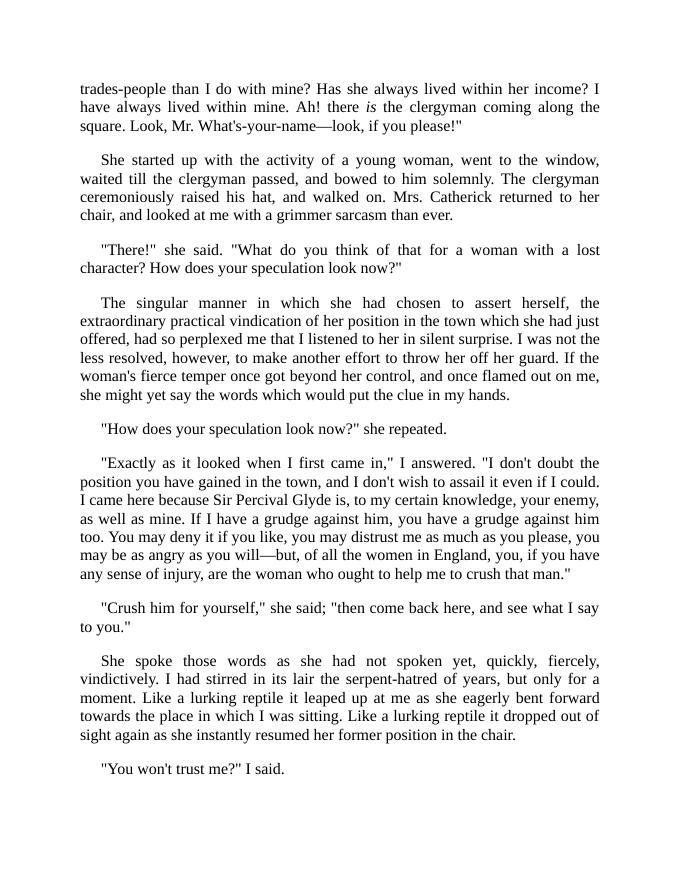 trades-people than I do with mine? Has she always lived within her income? I
have always lived within mine. Ah! there is the clergyman coming along the
square. Look, Mr. What's-your-name—look, if you please!"
She started up with the activity of a young woman, went to the window,
waited till the clergyman passed, and bowed to him solemnly. The clergyman
ceremoniously raised his hat, and walked on. Mrs. Catherick returned to her
chair, and looked at me with a grimmer sarcasm than ever.
"There!" she said. "What do you think of that for a woman with a lost
character? How does your speculation look now?"
The singular manner in which she had chosen to assert herself, the
extraordinary practical vindication of her position in the town which she had just
offered, had so perplexed me that I listened to her in silent surprise. I was not the
less resolved, however, to make another effort to throw her off her guard. If the
woman's fierce temper once got beyond her control, and once flamed out on me,
she might yet say the words which would put the clue in my hands.
"How does your speculation look now?" she repeated.
"Exactly as it looked when I first came in," I answered. "I don't doubt the
position you have gained in the town, and I don't wish to assail it even if I could.
I came here because Sir Percival Glyde is, to my certain knowledge, your enemy,
as well as mine. If I have a grudge against him, you have a grudge against him
too. You may deny it if you like, you may distrust me as much as you please, you
may be as angry as you will—but, of all the women in England, you, if you have
any sense of injury, are the woman who ought to help me to crush that man."
"Crush him for yourself," she said; "then come back here, and see what I say
to you."
She spoke those words as she had not spoken yet, quickly, fiercely,
vindictively. I had stirred in its lair the serpent-hatred of years, but only for a
moment. Like a lurking reptile it leaped up at me as she eagerly bent forward
towards the place in which I was sitting. Like a lurking reptile it dropped out of
sight again as she instantly resumed her former position in the chair.
"You won't trust me?" I said.